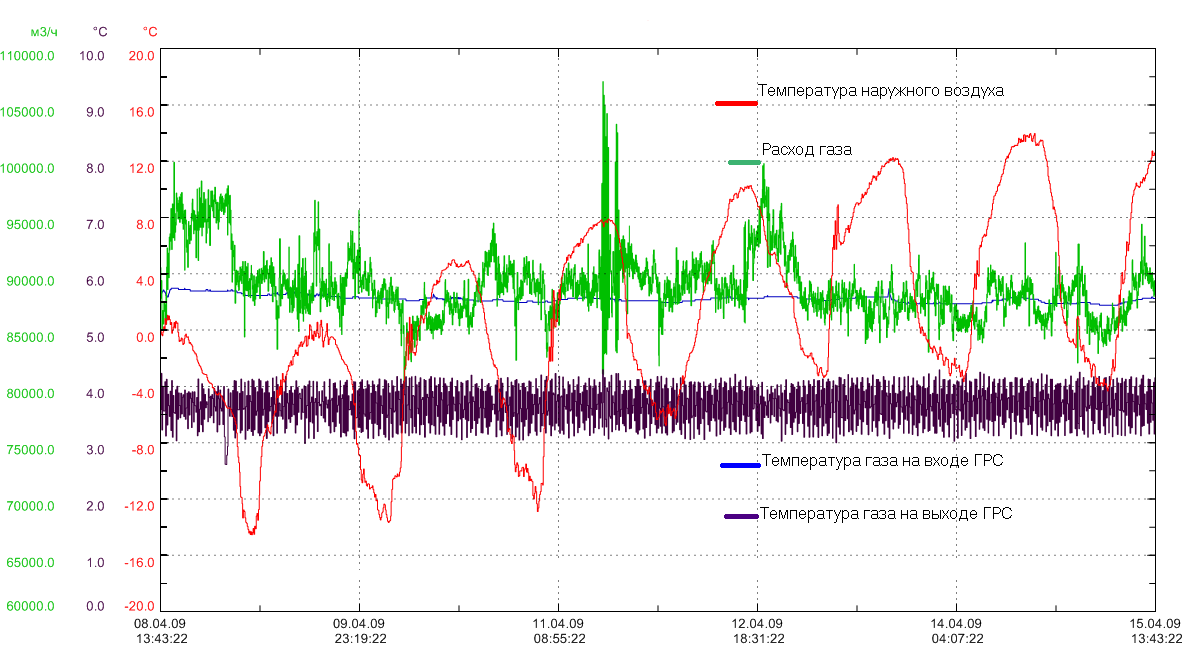 м3/ч °C °C
110000.0 10.0 20.0
105000.0 9.0 16.0
Температура наружного воздуха
Расход газа
100000.0 8.0 12.0
95000.0 7.0 8.0
90000.0 6.0 4.0
85000.0 5.0 0.0
80000.0 4.0 -4.0
75000.0 3.0 -8.0
Температура газа на входе ГРС
70000.0 2.0 -12.0
Температура газа на выходе ГРС
65000.0 1.0 -16.0
60000.0 0.0 -20.0
08.04.09 09.04.09 11.04.09 12.04.09 14.04.09 15.04.09
13:43:22 23:19:22 08:55:22 18:31:22 04:07:22 13:43:22